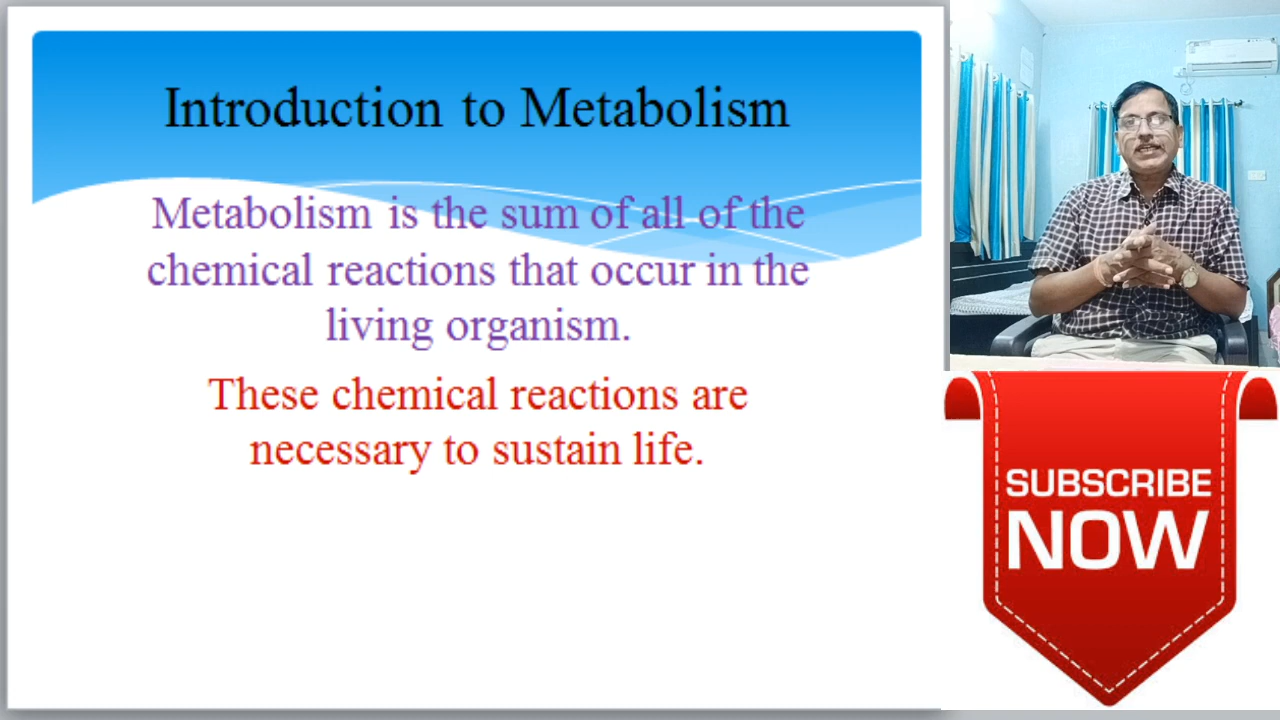 Introduction to Metabolism
Metabolism is the sum of all of the
chemical reactions that occur in the
living organism.
These chemical reactions are
necessary to sustain life.
SUBSCRIBE
NOW